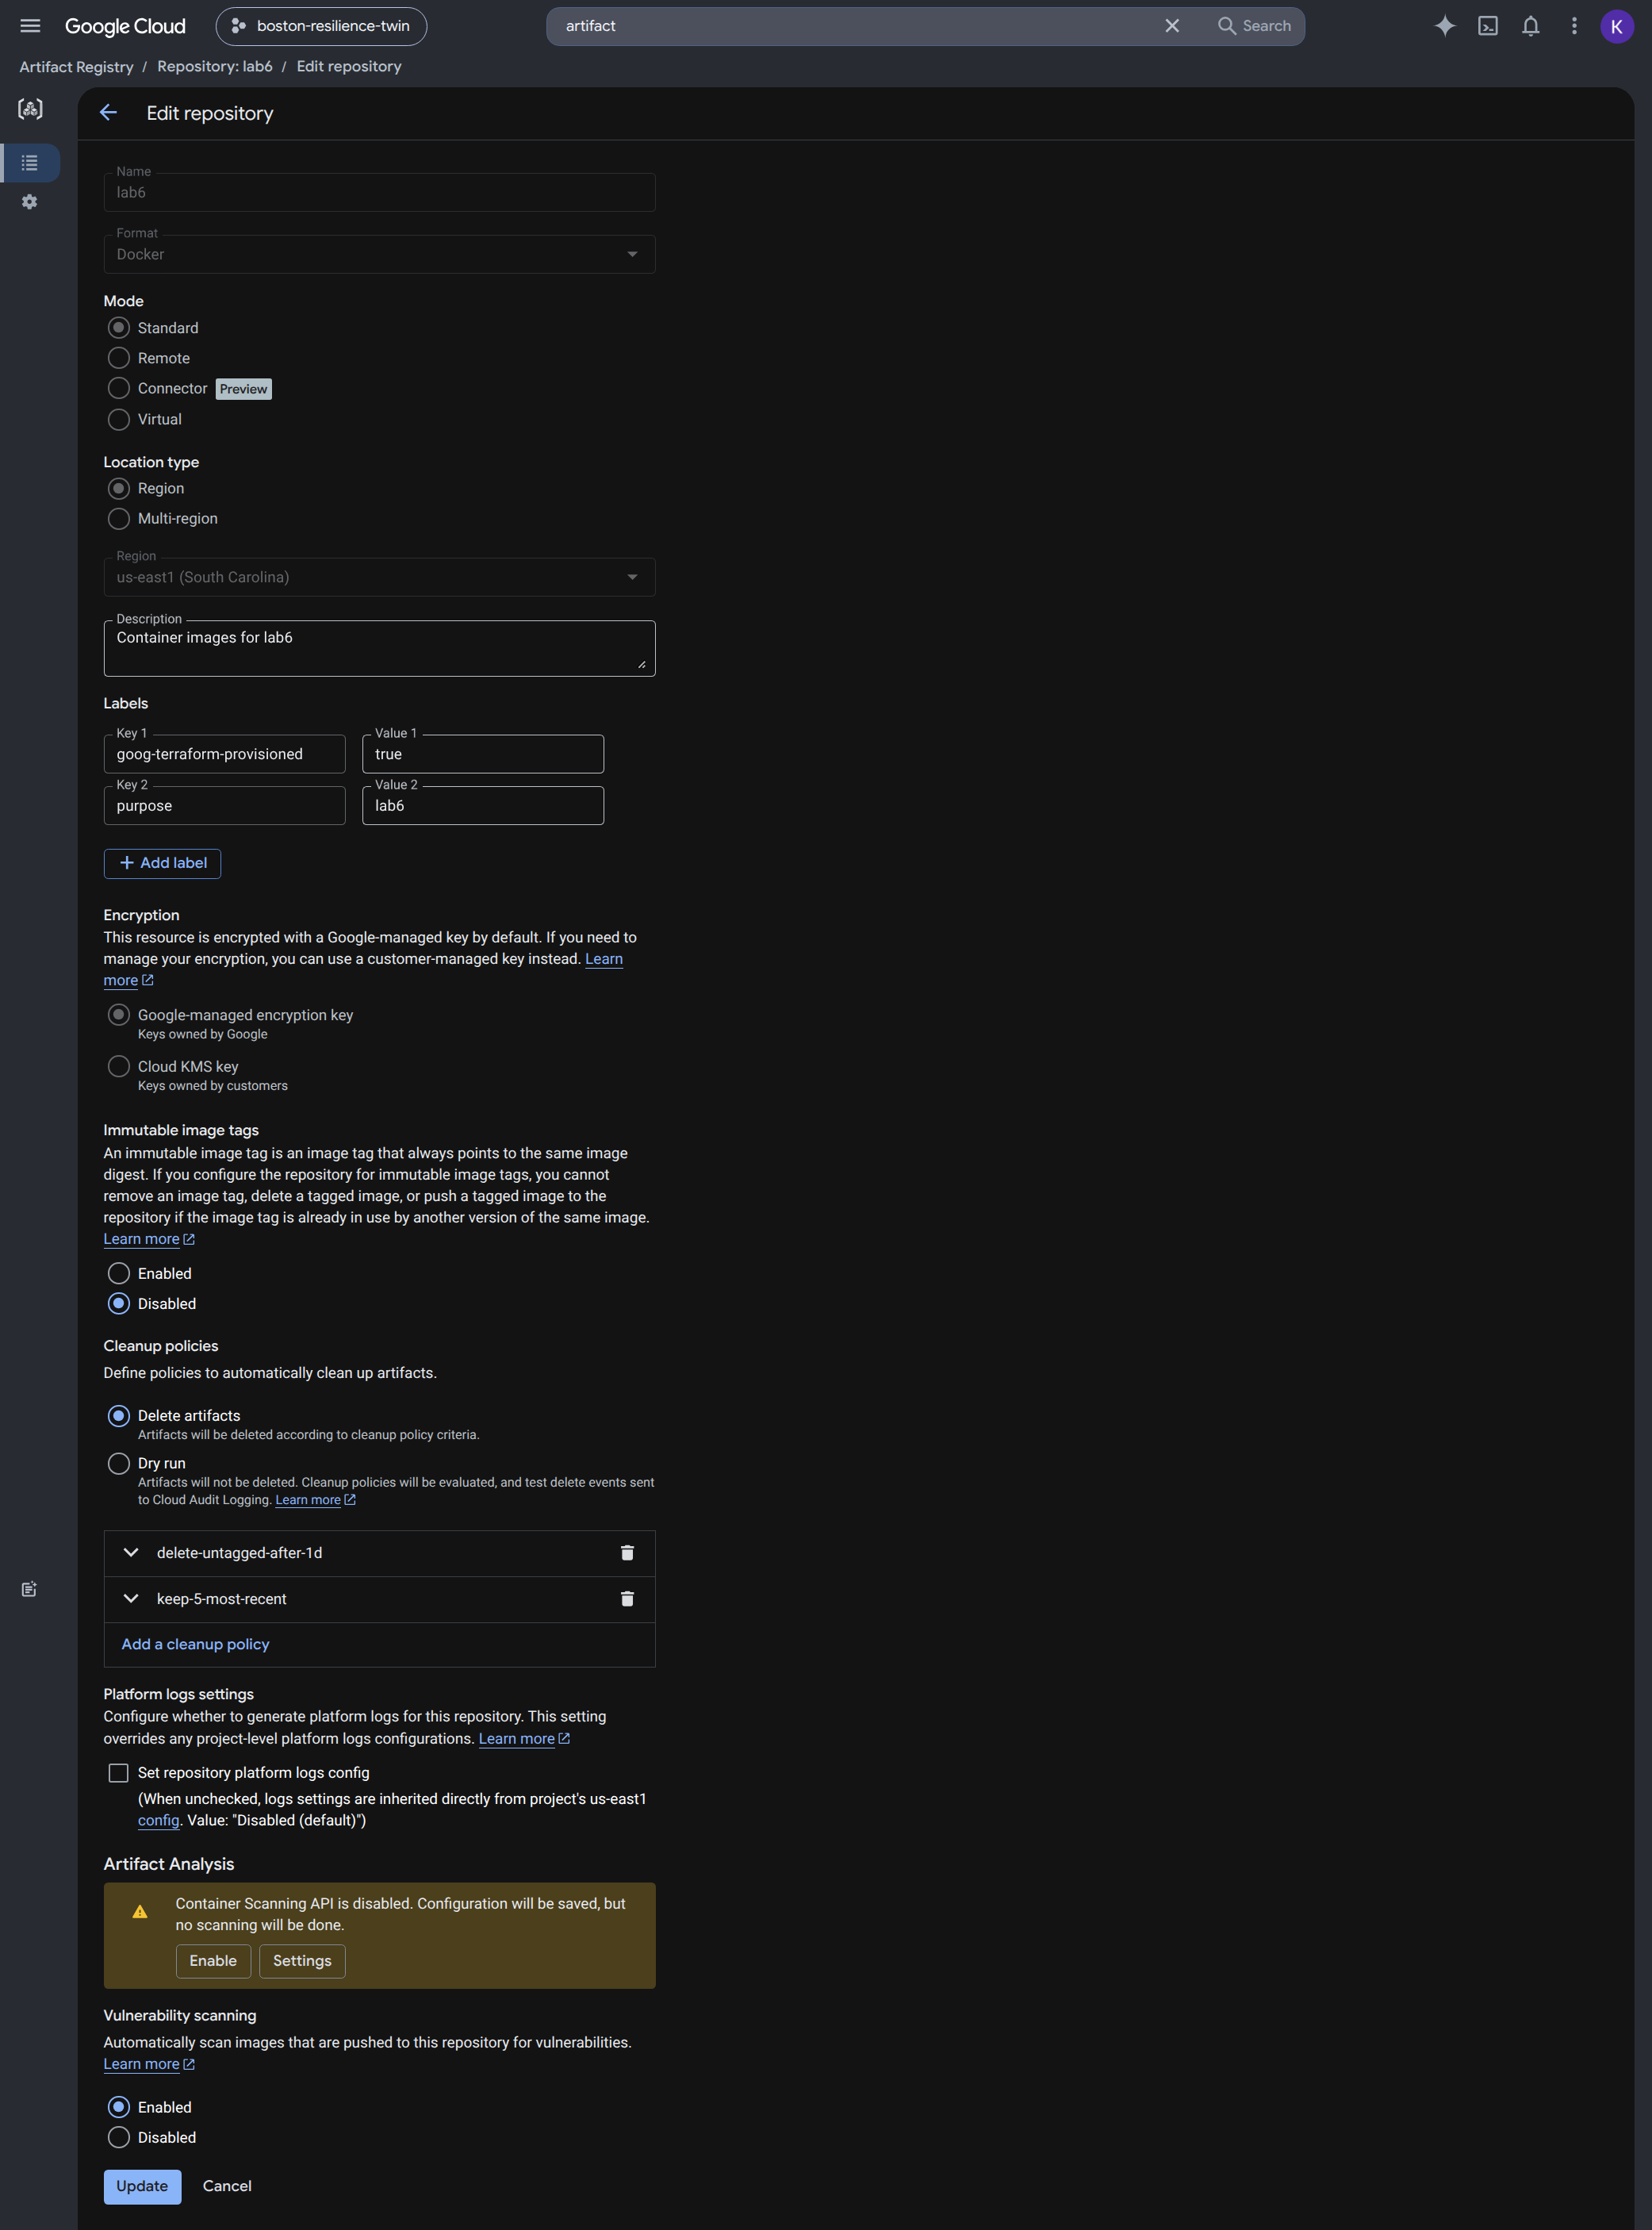 Google Cloud
boston-resilience-twin
artifact
Search
K
Artifact Registry / Repository: lab6 / Edit repository
Edit repository
Name
lab6
Format
Docker
Mode
Standard
Remote
Connector Preview
Virtual
Location type
Region
Multi-region
Region
us-east1 (South Carolina)
Description
Container images for lab6
Labels
Key 1
goog-terraform-provisioned
Value 1
true
Key 2
purpose
Value 2
lab6
Add label
Encryption
This resource is encrypted with a Google-managed key by default. If you need to
manage your encryption, you can use a customer-managed key instead. Learn
more
Google-managed encryption key
Keys owned by Google
Cloud KMS key
Keys owned by customers
Immutable image tags
An immutable image tag is an image tag that always points to the same image
digest. If you configure the repository for immutable image tags, you cannot
remove an image tag, delete a tagged image, or push a tagged image to the
repository if the image tag is already in use by another version of the same image.
Learn more
Enabled
Disabled
Cleanup policies
Define policies to automatically clean up artifacts.
Delete artifacts
Artifacts will be deleted according to cleanup policy criteria.
Dry run
Artifacts will not be deleted. Cleanup policies will be evaluated, and test delete events sent
to Cloud Audit Logging. Learn more
delete-untagged-after-1d
keep-5-most-recent
Add a cleanup policy
Platform logs settings
Configure whether to generate platform logs for this repository. This setting
overrides any project-level platform logs configurations. Learn more
Set repository platform logs config
(When unchecked, logs settings are inherited directly from project's us-east1
config. Value: "Disabled (default)")
Artifact Analysis
Container Scanning API is disabled. Configuration will be saved, but
no scanning will be done.
Enable
Settings
Vulnerability scanning
Automatically scan images that are pushed to this repository for vulnerabilities.
Learn more
Enabled
Disabled
Update
Cancel